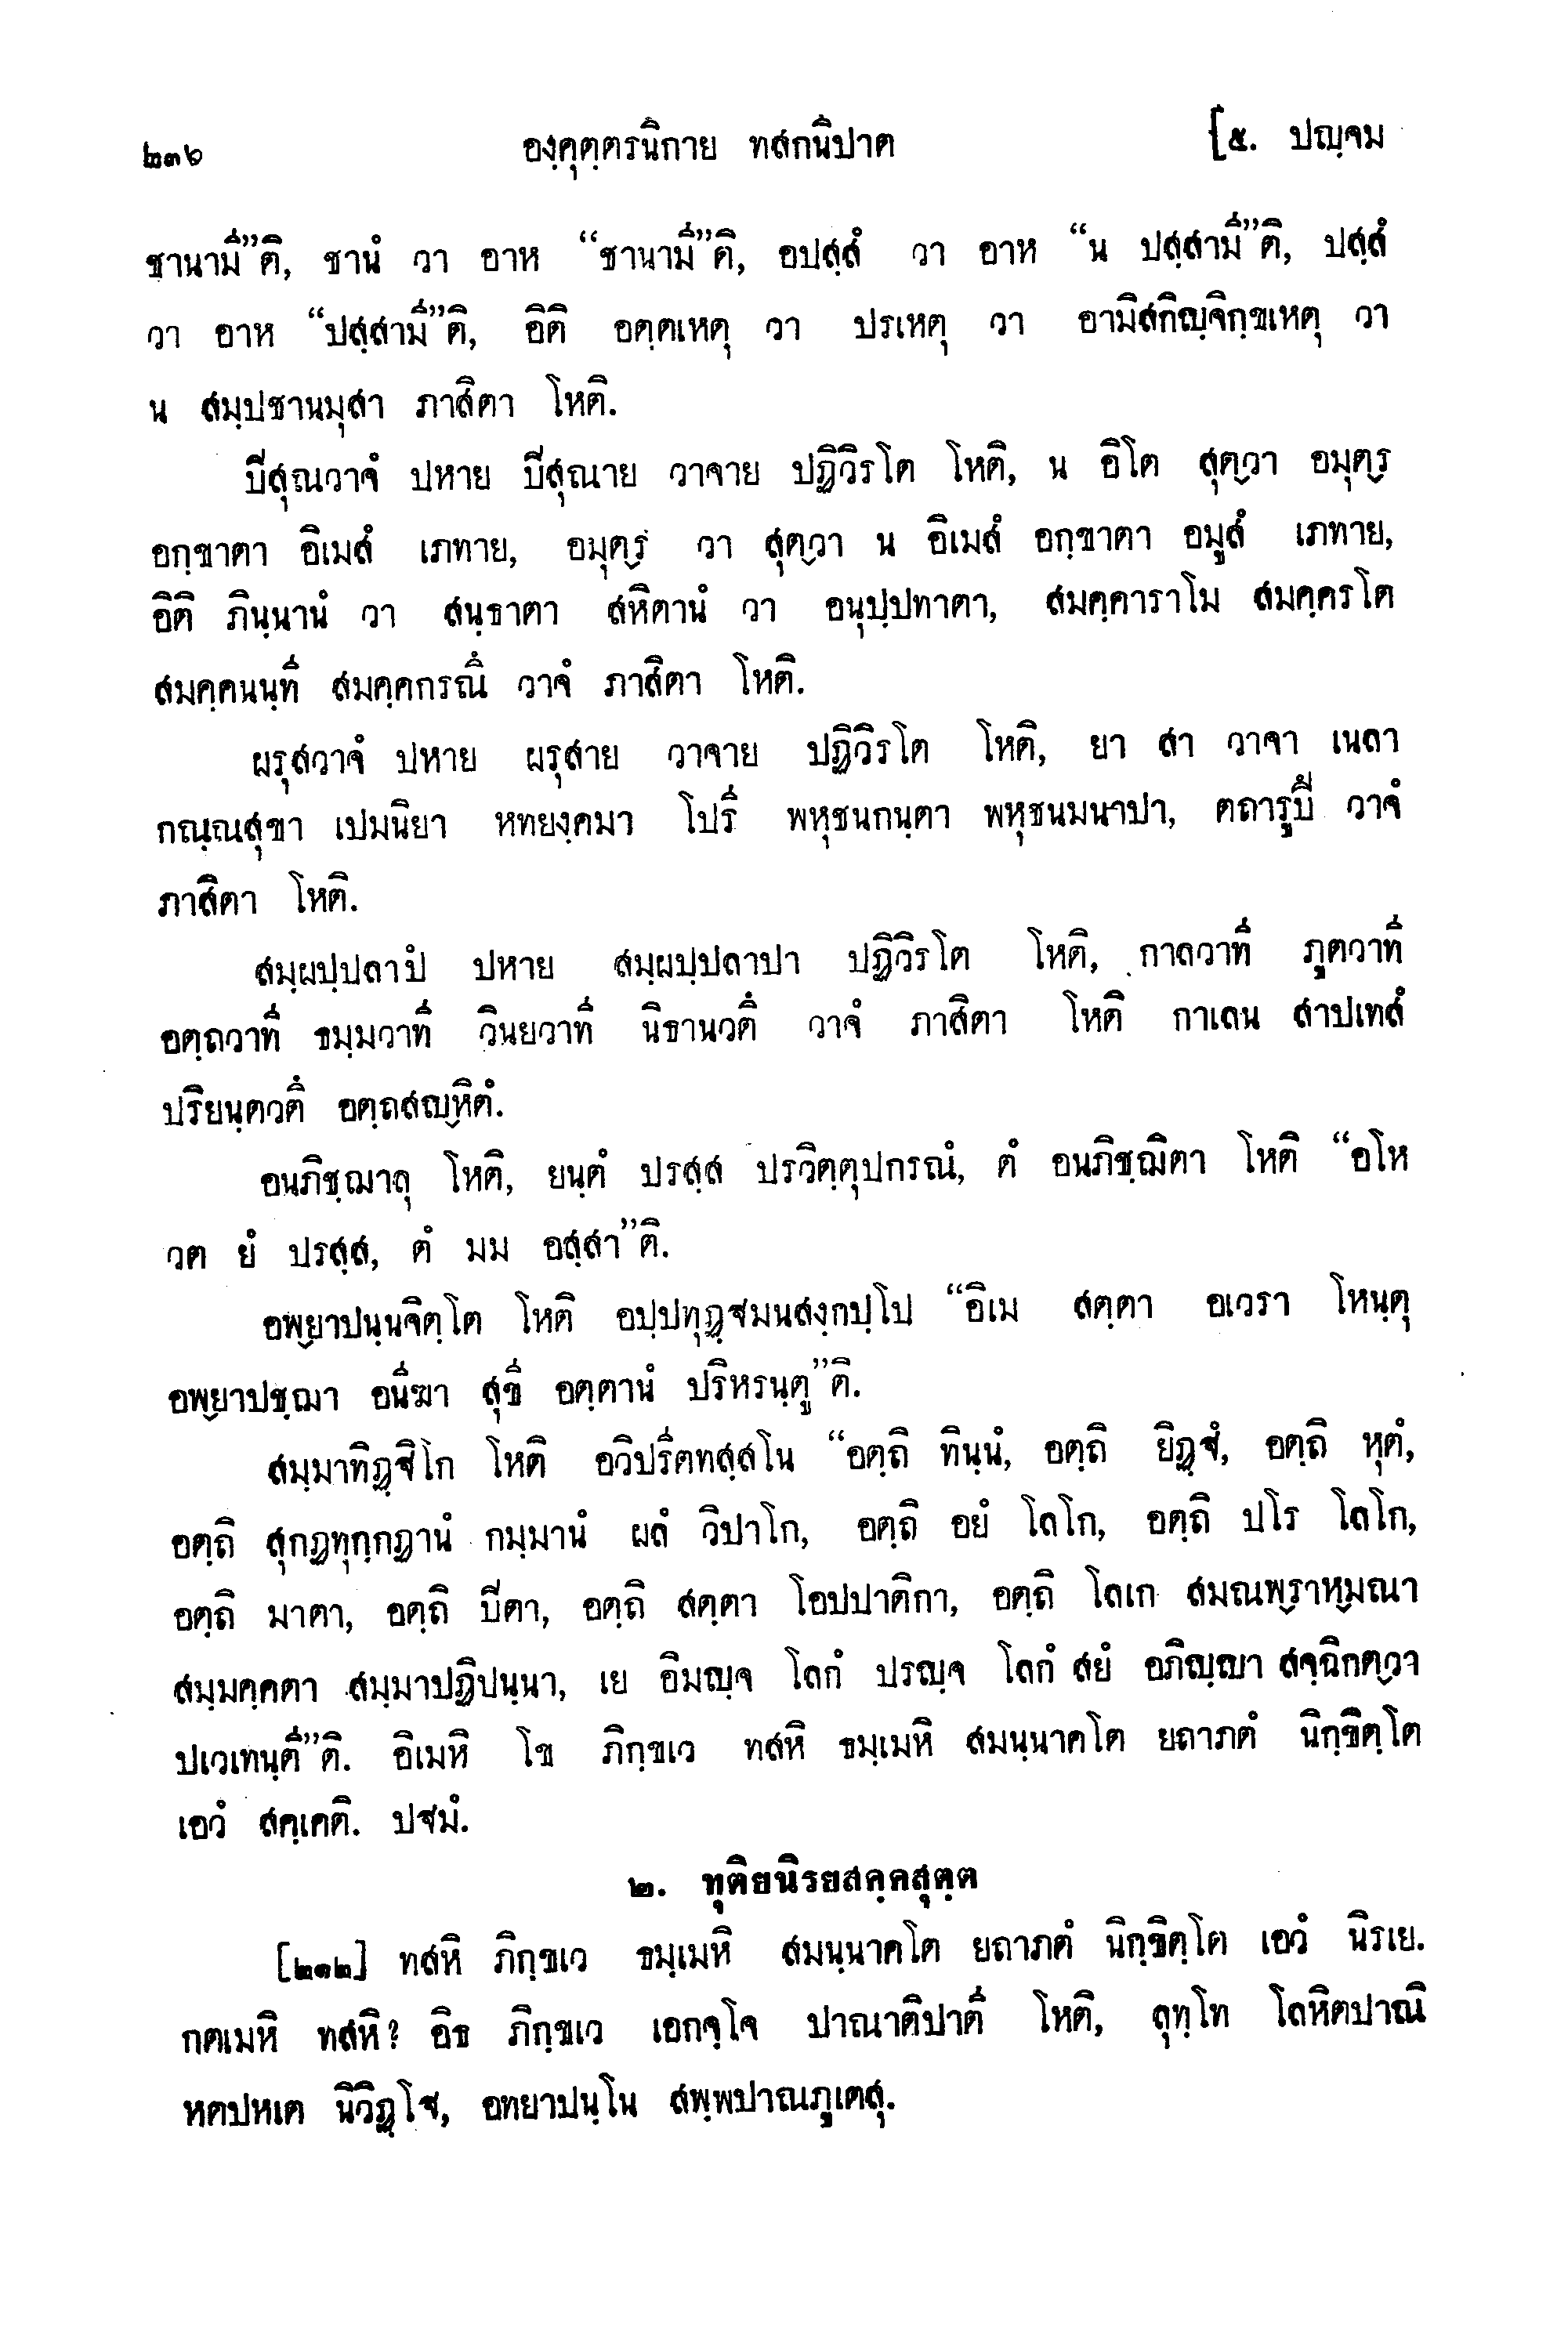 ๒๓๖ องฺคุตฺตรนิกาย ทสกนิปาต [๕. ปญฺจม
ชานามี”ติ, ชานํ วา อาห “ชานามี”ติ, อปสฺสํ วา อาห “น ปสฺสามี”ติ, ปสฺสํ
วา อาห “ปสฺสามี”ติ, อิติ อตฺตเหตุ วา ปรเหตุ วา อามิสกิญฺจิกฺขเหตุ วา
น สมฺปชานมุสา ภาสิตา โหติ.
ปิสุณวาจํ ปหาย ปิสุณาย วาจาย ปฏิวิรโต โหติ, น อิโต สุตฺวา อมุตฺร
อกฺขาตา อิเมสํ เภทาย, อมุตฺร วา สุตฺวา น อิเมสํ อกฺขาตา อมูสํ เภทาย,
อิติ ภินฺนานํ วา สนฺธาตา สหิตานํ วา อนุปฺปทาตา, สมคฺคาราโม สมคฺครโต
สมคฺคนนฺที สมคฺคกรณึ วาจํ ภาสิตา โหติ.
ผรุสวาจํ ปหาย ผรุสาย วาจาย ปฏิวิรโต โหติ, ยา สา วาจา เนลา
กณฺณสุขา เปมนิยา หทยงฺคมา โปรี พหุชนกนฺตา พหุชนมนาปา, ตถารูปึ วาจํ
ภาสิตา โหติ.
สมฺผปฺปลาปํ ปหาย สมฺผปฺปลาปา ปฏิวิรโต โหติ, กาลวาที ภูตวาที
อตฺถวาที ธมฺมวาที วินยวาที นิธานวตึ วาจํ ภาสิตา โหติ กาเลน สาปเทสํ
ปริยนฺตวตึ อตฺถสญฺหิตํ.
อนภิชฺฌาลุ โหติ, ยนฺตํ ปรสฺส ปรวิตฺตุปกรณํ, ตํ อนภิชฺฌิตา โหติ “อโห
วต ยํ ปรสฺส, ตํ มม อสฺสา”ติ.
อพฺยาปนฺนจิตฺโต โหติ อปฺปทุฏฺฐมนสงฺกปฺโป “อิเม สตฺตา อเวรา โหนฺตุ
อพฺยาปชฺฌา อนีฆา สุขี อตฺตานํ ปริหรนฺตู”ติ.
สมฺมาทิฏฺฐิโก โหติ อวิปรีตทสฺสโน “อตฺถิ ทินฺนํ, อตฺถิ ยิฏฺฐํ, อตฺถิ หุตํ,
อตฺถิ สุกฏทุกฺกฏานํ กมฺมานํ ผลํ วิปาโก, อตฺถิ อยํ โลโก, อตฺถิ ปโร โลโก,
อตฺถิ มาตา, อตฺถิ ปิตา, อตฺถิ สตฺตา โอปปาติกา, อตฺถิ โลเก สมณพฺราหฺมณา
สมฺมคฺคตา สมฺมาปฏิปนฺนา, เย อิมญฺจ โลกํ ปรญฺจ โลกํ สยํ อภิญฺญา สจฺฉิกตฺวา
ปเวเทนฺตี”ติ. อิเมหิ โข ภิกฺขเว ทสหิ ธมฺเมหิ สมนฺนาคโต ยถาภตํ นิกฺขิตฺโต
เอวํ สคฺเคติ. ปฐมํ.
๒. ทุติยนิรยสคฺคสุตฺต
[๒๑๒] ทสหิ ภิกฺขเว ธมฺเมหิ สมนฺนาคโต ยถาภตํ นิกฺขิตฺโต เอวํ นิรเย.
กตเมหิ ทสหิ? อิธ ภิกฺขเว เอกจฺโจ ปาณาติปาตี โหติ, ลุทฺโท โลหิตปาณิ
หตปหเต นิวิฏฺโฐ, อทยาปนฺโน สพฺพปาณภูเตสุ.